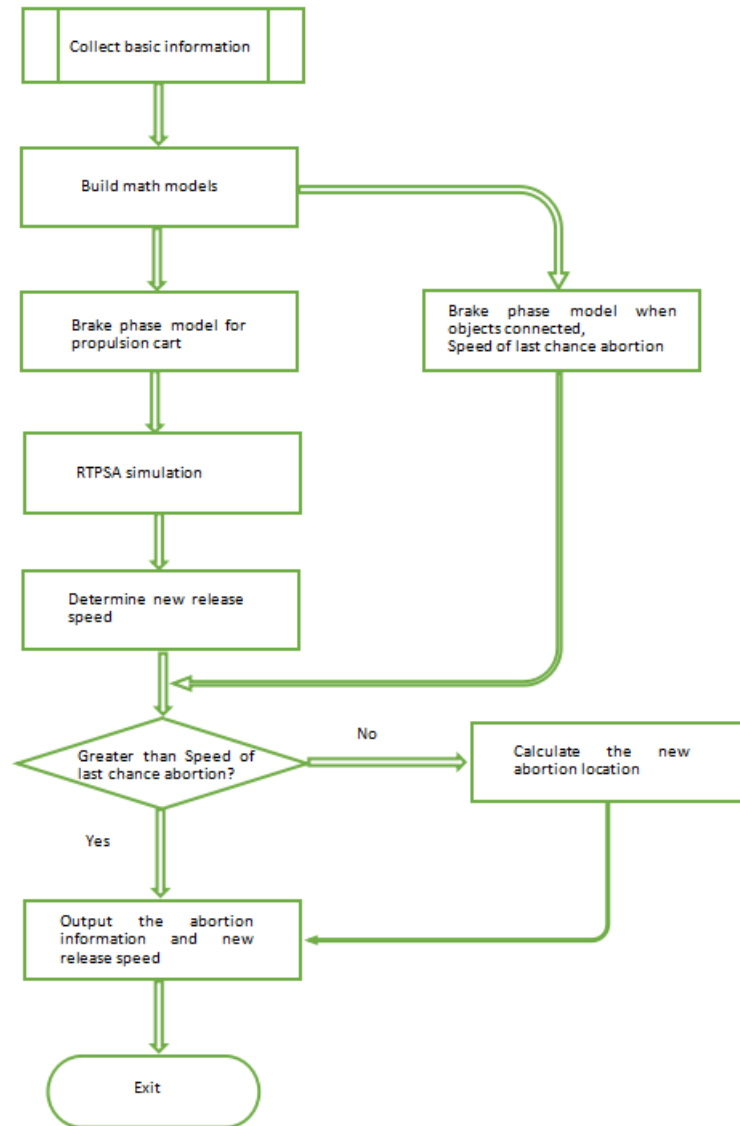 Collect basic information
Build math models
Brake phase model for
propulsion cart
Brake phase model when
objects connected,
Speed of last chance abortion
RTPSA simulation
Determine new release
speed
Greater than Speed of
last chance abortion?
No
Calculate the new
abortion location
Yes
Output the abortion
information and new
release speed
Exit